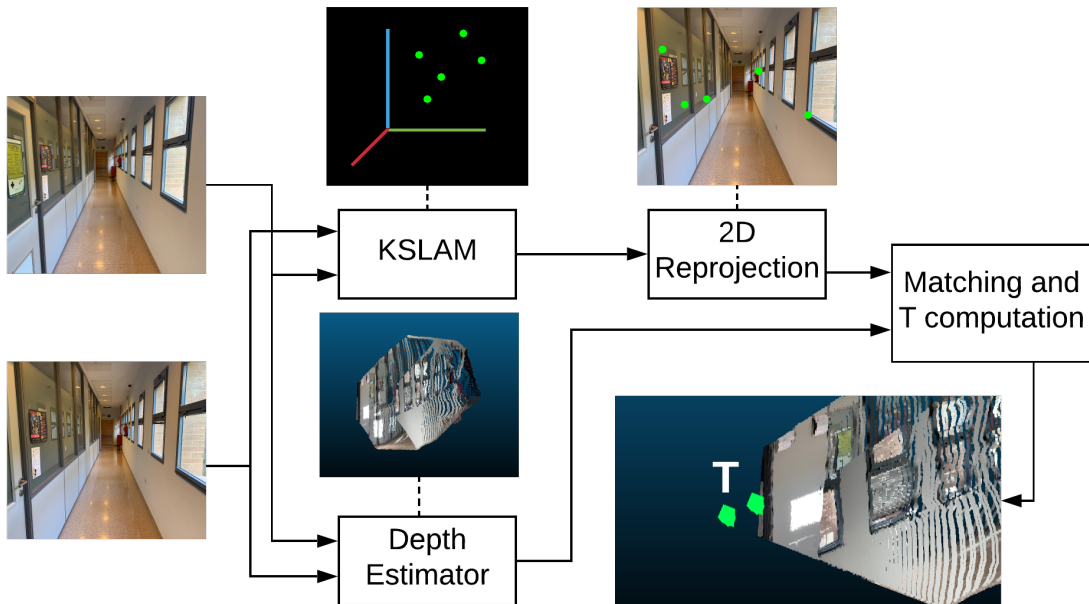 KSLAM
2D
Reprojection
Matching and
T computation
T
Depth
Estimator